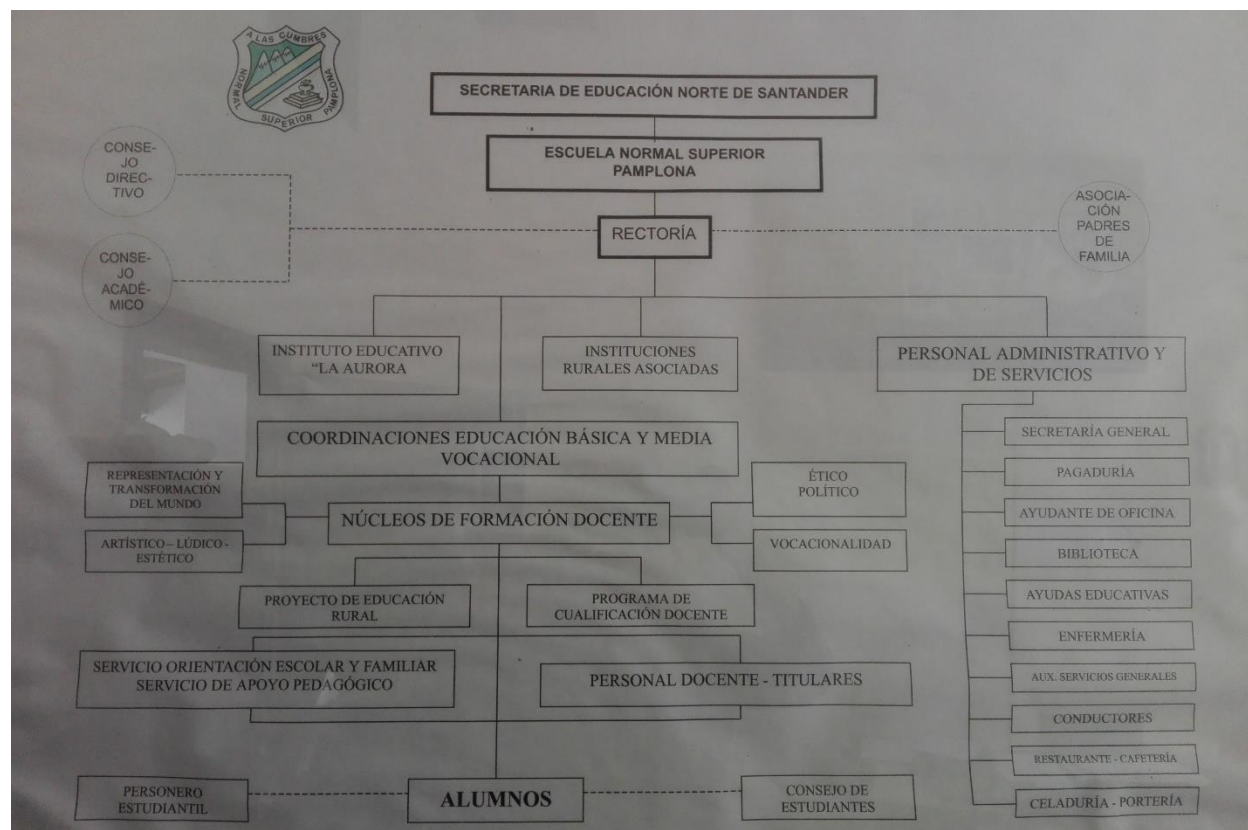 A LAS CUMBRES
NORMAL
SUPERIOR
PAMPLONA
SECRETARIA DE EDUCACIÓN NORTE DE SANTANDER
ESCUELA NORMAL SUPERIOR
PAMPLONA
CONSE-
JO
DIREC-
TIVO
RECTORÍA
ASOCIA-
CIÓN
PADRES
DE
FAMILIA
CONSE-
JO
ACADÉ-
MICO
INSTITUTO EDUCATIVO
“LA AURORA
INSTITUCIONES
RURALES ASOCIADAS
PERSONAL ADMINISTRATIVO Y
DE SERVICIOS
COORDINACIONES EDUCACIÓN BÁSICA Y MEDIA
VOCACIONAL
REPRESENTACIÓN Y
TRANSFORMACIÓN
DEL MUNDO
ÉTICO
POLÍTICO
NÚCLEOS DE FORMACIÓN DOCENTE
ARTÍSTICO – LÚDICO -
ESTÉTICO
VOCACIONALIDAD
PROYECTO DE EDUCACIÓN
RURAL
PROGRAMA DE
CUALIFICACIÓN DOCENTE
SERVICIO ORIENTACIÓN ESCOLAR Y FAMILIAR
SERVICIO DE APOYO PEDAGÓGICO
PERSONAL DOCENTE - TITULARES
PERSONERO
ESTUDIANTIL
ALUMNOS
CONSEJO DE
ESTUDIANTES
SECRETARÍA GENERAL
PAGADURÍA
AYUDANTE DE OFICINA
BIBLIOTECA
AYUDAS EDUCATIVAS
ENFERMERÍA
AUX. SERVICIOS GENERALES
CONDUCTORES
RESTAURANTE - CAFETERÍA
CELADURÍA - PORTERÍA